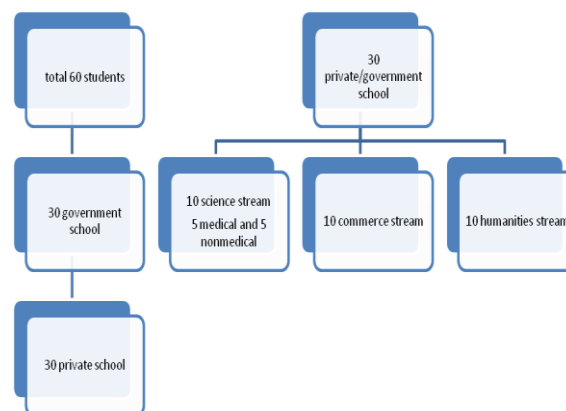 total 60 students
30 government
school
30 private school
30
private/government
school
10 science stream
5 medical and 5
nonmedical
10 commerce stream
10 humanities stream